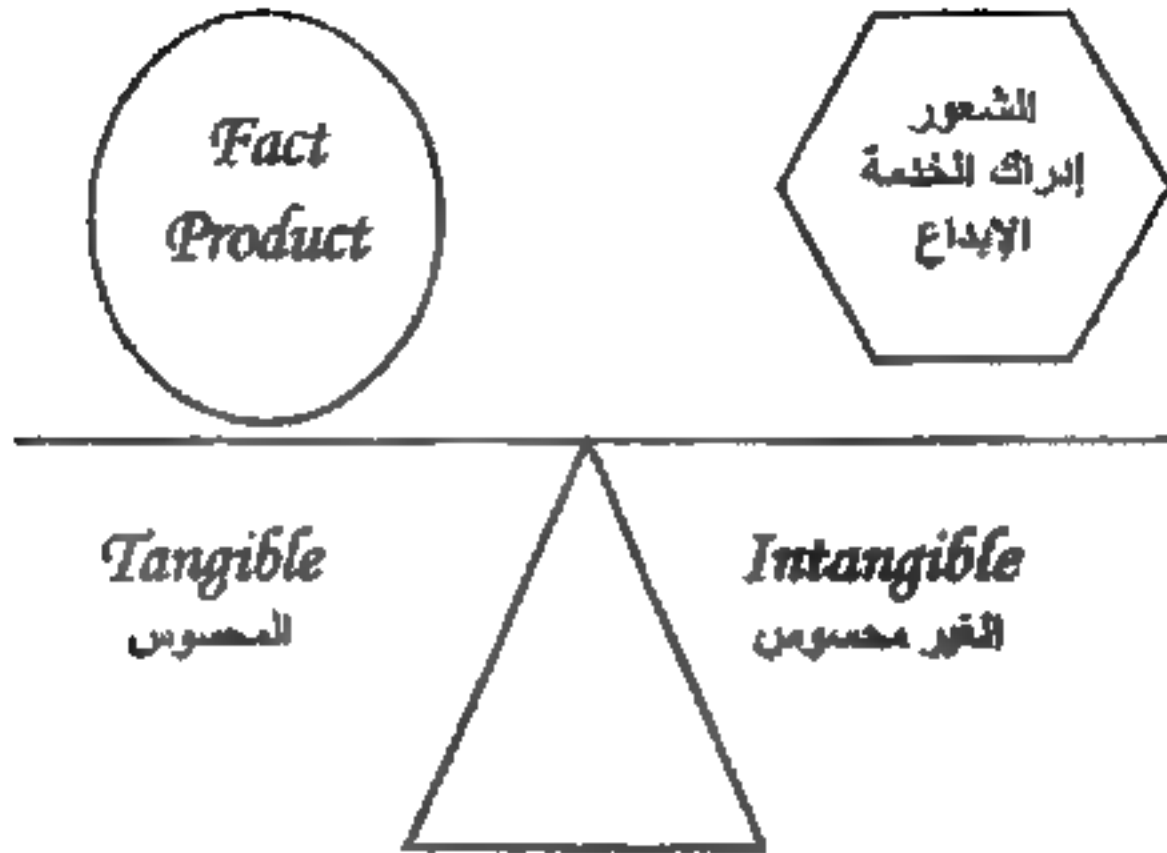 Fact
Product
الشعور
إدراك الخدمة
الإبداع
Tangible
المحسوس
Intangible
الغير محسوس